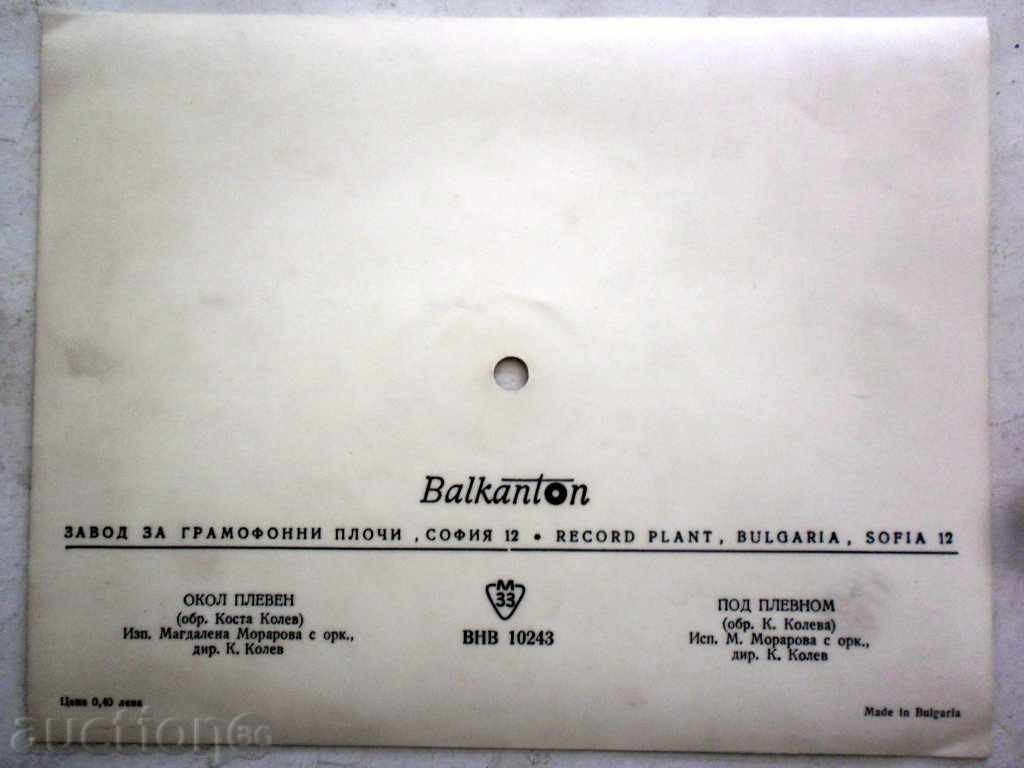 Balkanton
ЗАВОД ЗА ГРАМОФОННИ ПЛОЧИ, СОФИЯ 12 • RECORD PLANT, BULGARIA, SOFIA 12
ОКОЛ ПЛЕВЕН
(обр. Коста Колев)
Изп. Магдалена Морарова с орк.,
дир. К. Колев
М
33
ВНВ 10243
ПОД ПЛЕВНОМ
(обр. К. Колева)
Исп. М. Морарова с орк.,
дир. К. Колев
Цена 0,40 лева
Made in Bulgaria
auction.bg